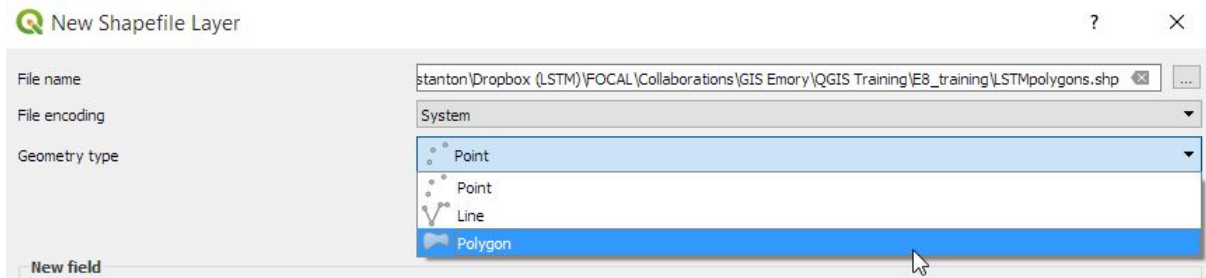 New Shapefile Layer ? ×
File name stanton\Dropbox (LSTM)\FOCAL\Collaborations\GIS Emory\QGIS Training\E8_training\LSTMpolygons.shp ...
File encoding System
Geometry type Point
Point
Line
Polygon
New field